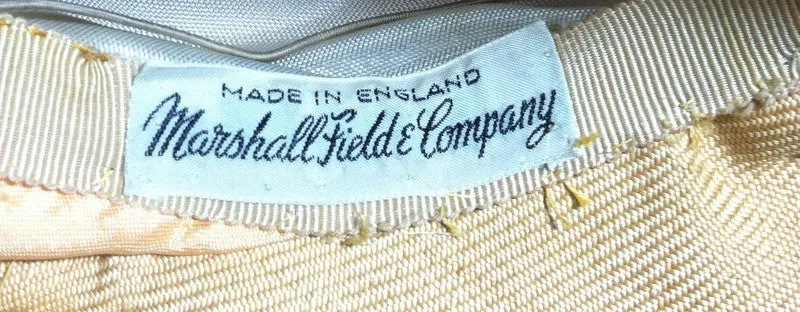 MADE IN ENGLAND
Marshall Field & Company